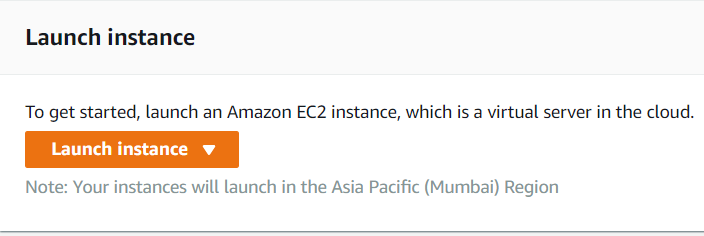 Launch instance
To get started, launch an Amazon EC2 instance, which is a virtual server in the cloud.
Launch instance
Note: Your instances will launch in the Asia Pacific (Mumbai) Region